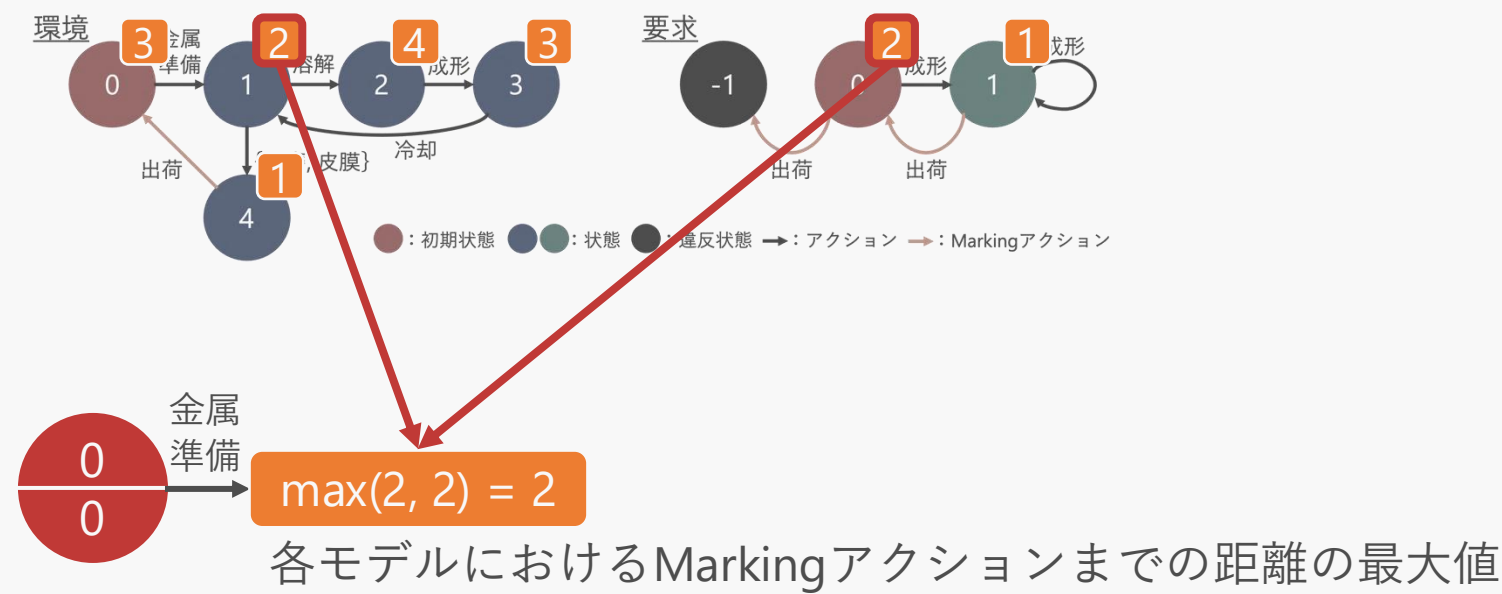 環境
要求
3
金属
準備
2
溶解
4
成形
3
0
1
2
3
冷却
出荷
皮膜}
1
4
-1
2
0
成形
1
成形
1
出荷
出荷
：初期状態
：状態
：違反状態
：アクション
：Markingアクション
0
0
金属
準備
max(2, 2) = 2
各モデルにおけるMarkingアクションまでの距離の最大値